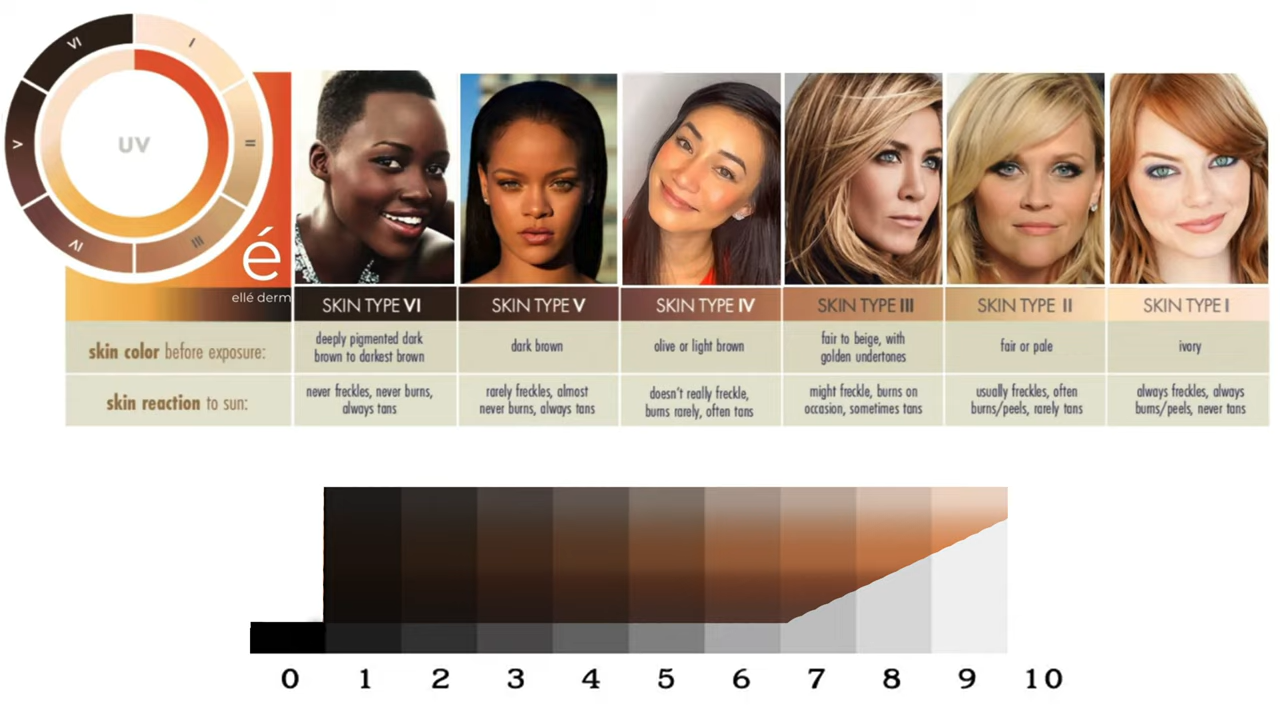 VI
I
V
UV
II
IV
III
é
ellé derm
SKIN TYPE VI
SKIN TYPE V
SKIN TYPE IV
SKIN TYPE III
SKIN TYPE II
SKIN TYPE I
skin color before exposure:
deeply pigmented dark
brown to darkest brown
dark brown
olive or light brown
fair to beige, with
golden undertones
fair or pale
ivory
skin reaction to sun:
never freckles, never burns,
always tans
rarely freckles, almost
never burns, always tans
doesn't really freckle,
burns rarely, often tans
might freckle, burns on
occasion, sometimes tans
usually freckles, often
burns/peels, rarely tans
always freckles, always
burns/peels, never tans
0 1 2 3 4 5 6 7 8 9 10